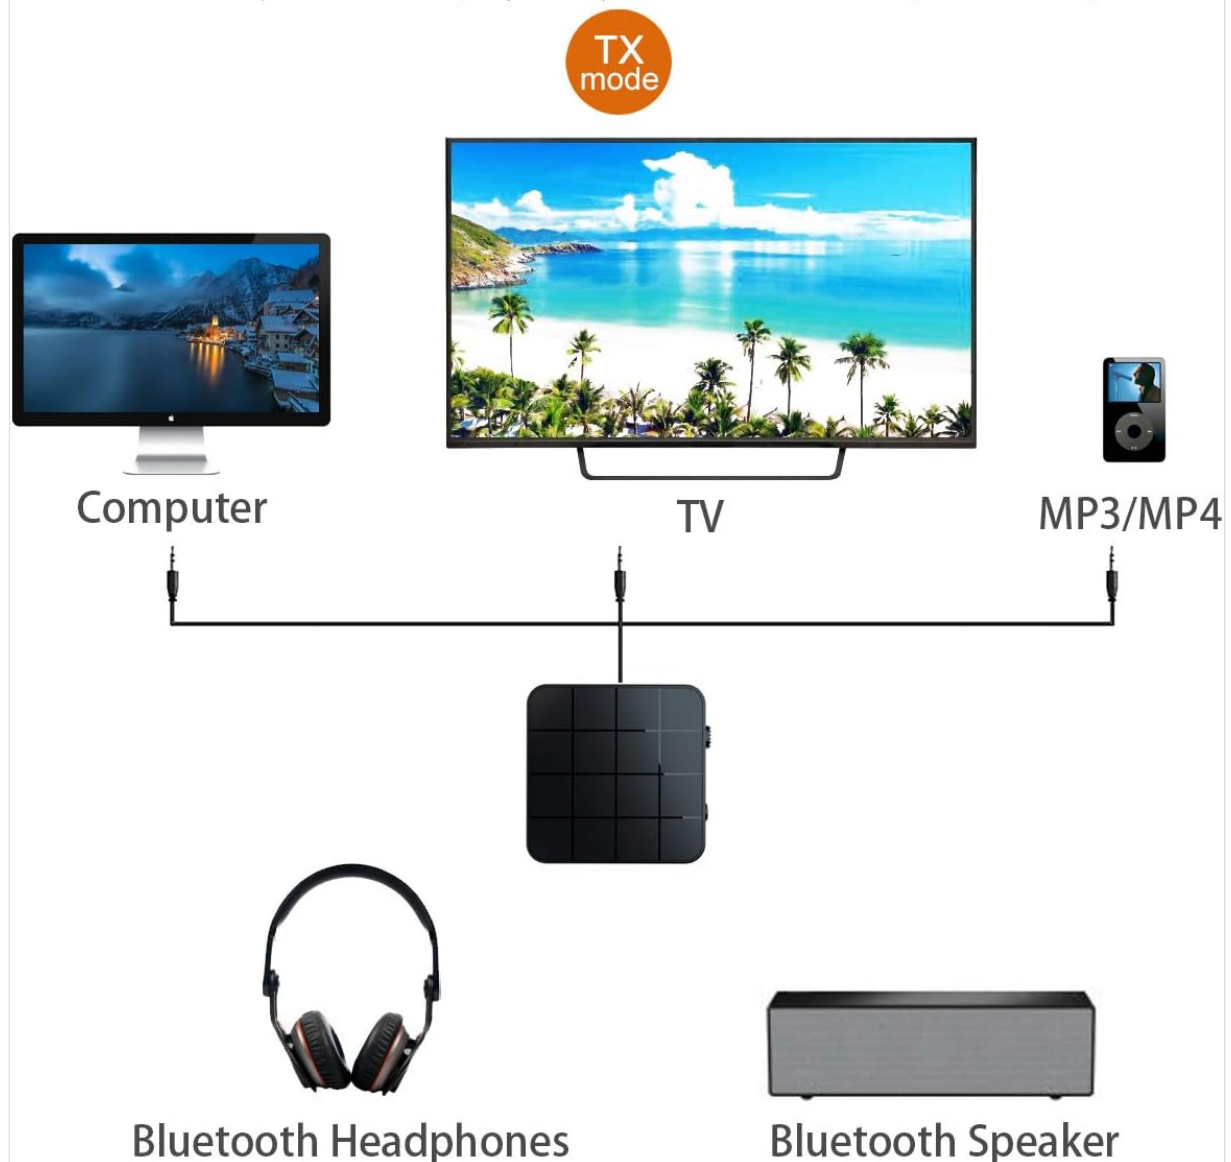 TX
mode
Computer
TV
MP3/MP4
Bluetooth Headphones
Bluetooth Speaker